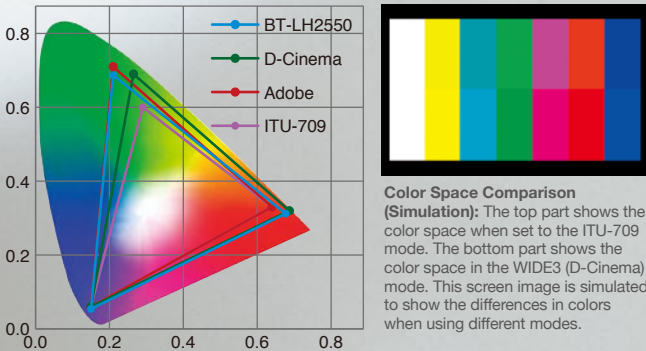 0.8
0.6
0.4
0.2
0.0
0.0 0.2 0.4 0.6 0.8
BT-LH2550
D-Cinema
Adobe
ITU-709
Color Space Comparison
(Simulation): The top part shows the
color space when set to the ITU-709
mode. The bottom part shows the
color space in the WIDE3 (D-Cinema)
mode. This screen image is simulated
to show the differences in colors
when using different modes.